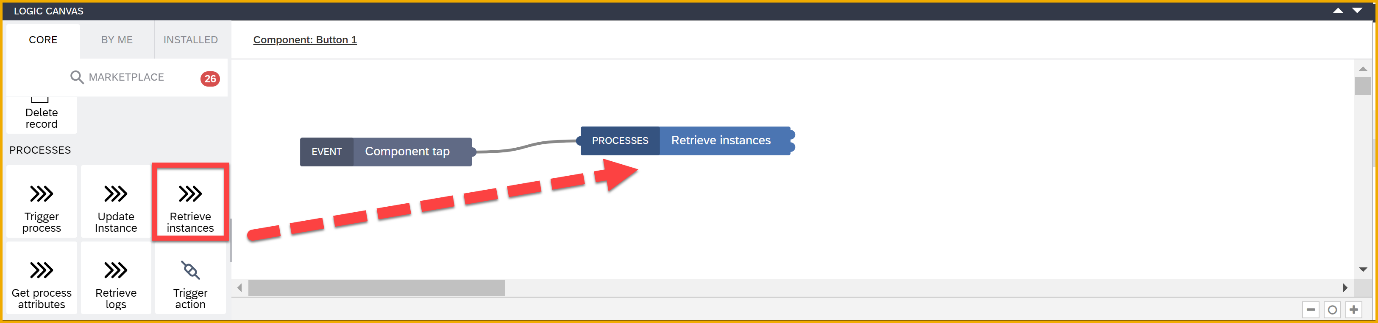 LOGIC CANVAS
CORE
BY ME
INSTALLED
Component: Button 1
MARKETPLACE
26
Delete
record
EVENT
Component tap
PROCESSES
Retrieve instances
PROCESSES
Trigger
process
Update
Instance
Retrieve
instances
Get process
attributes
Retrieve
logs
Trigger
action